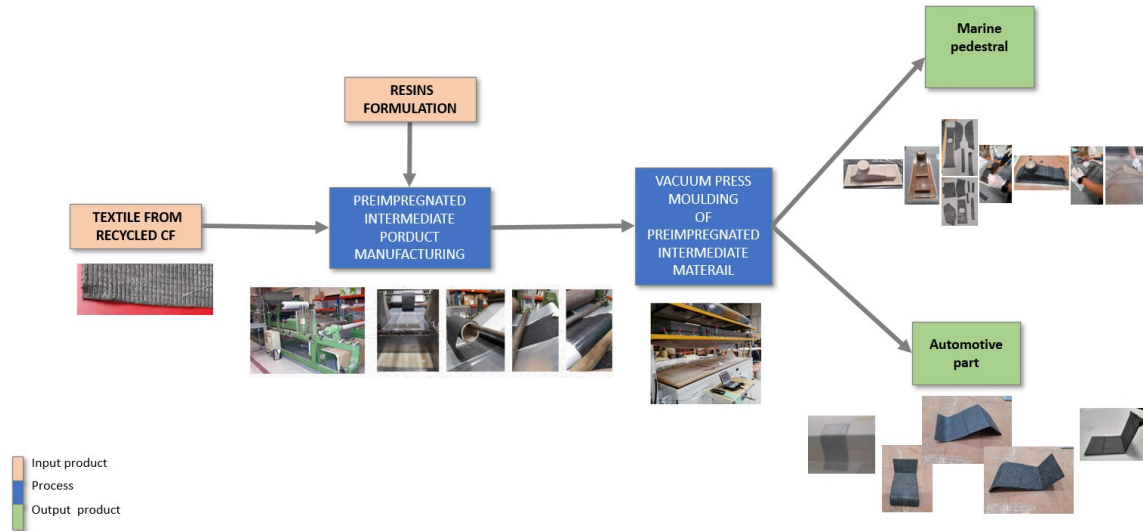 Marine
pedestral
RESINS
FORMULATION
TEXTILE FROM
RECYCLED CF
PREIMPREGNATED
INTERMEDIATE
PORDUCT
MANUFACTURING
VACUUM PRESS
MOULDING
OF
PREIMPREGNATED
INTERMEDIATE
MATERAIL
Automotive
part
Input product
Process
Output product